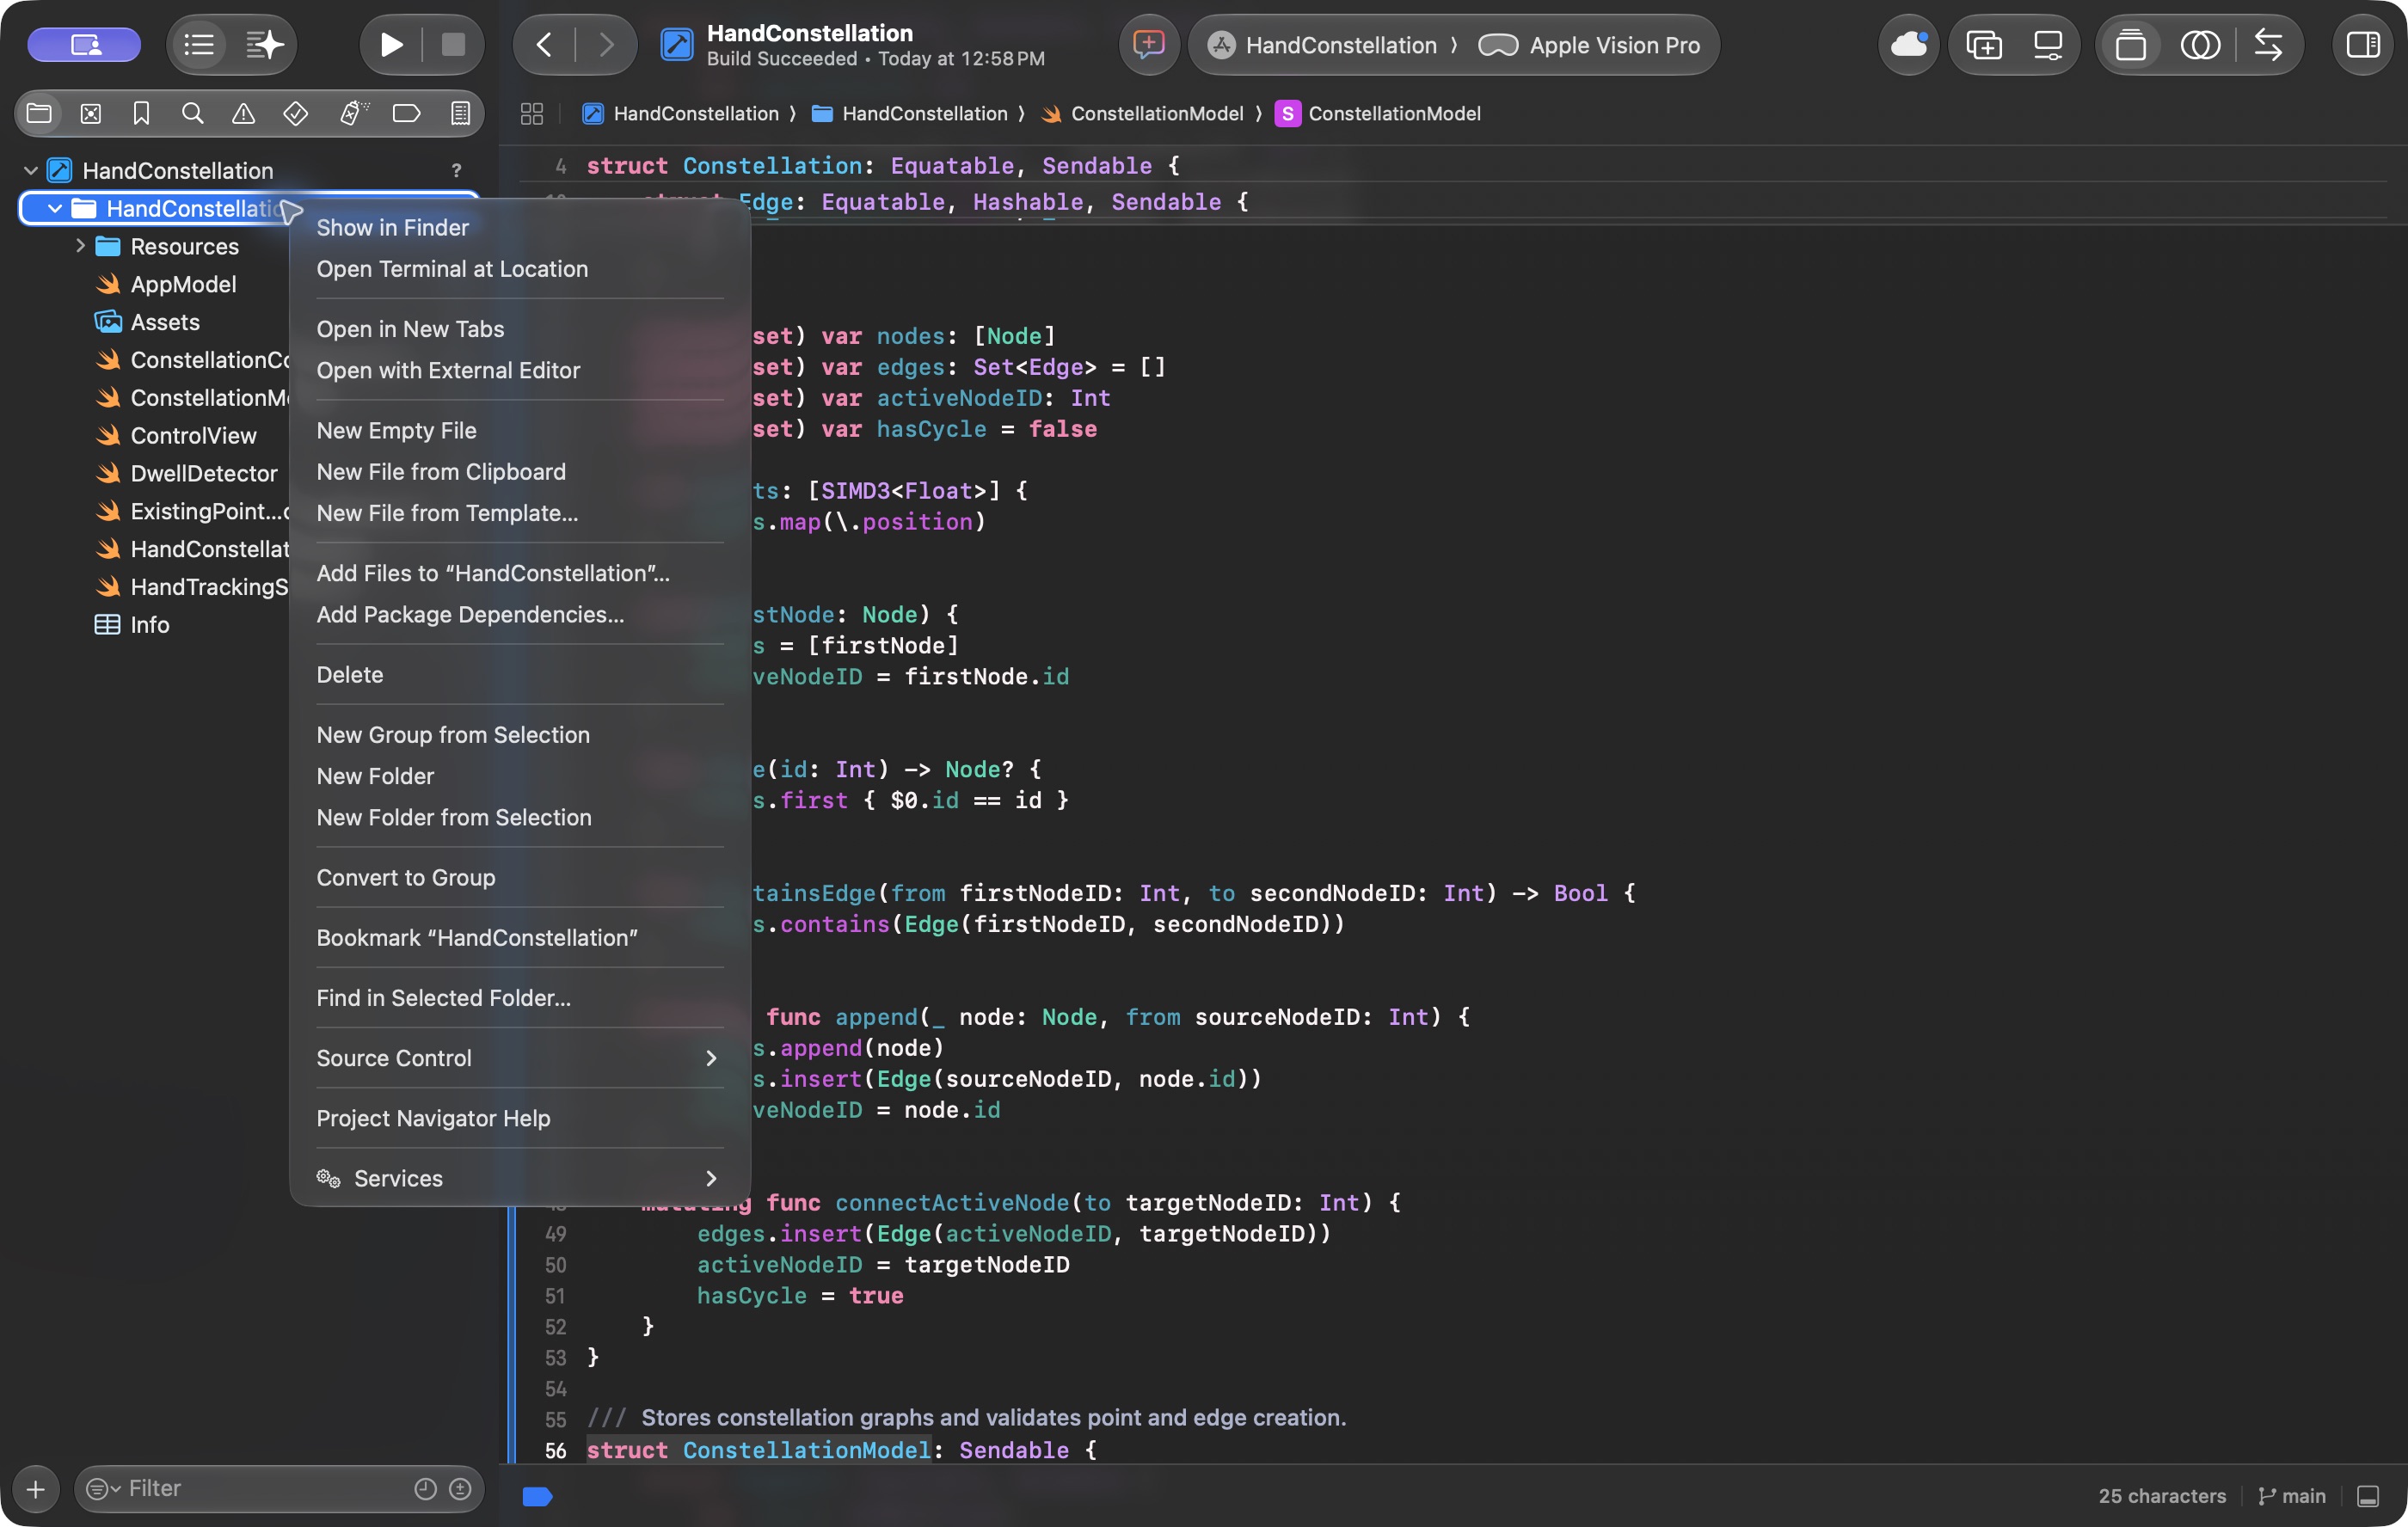 HandConstellation
Build Succeeded • Today at 12:58 PM
HandConstellation 〉 Apple Vision Pro
HandConstellation 〉 HandConstellation 〉 ConstellationModel 〉 S ConstellationModel
HandConstellation ?
Resources
AppModel
Assets
ControlView
DwellDetector
Info
Filter
Show in Finder
Open Terminal at Location
Open in New Tabs
Open with External Editor
New Empty File
New File from Clipboard
New File from Template...
Add Files to “HandConstellation”...
Add Package Dependencies...
Delete
New Group from Selection
New Folder
New Folder from Selection
Convert to Group
Bookmark “HandConstellation”
Find in Selected Folder...
Source Control
Project Navigator Help
Services
4 struct Constellation: Equatable, Sendable {
Edge: Equatable, Hashable, Sendable {
set) var nodes: [Node]
set) var edges: Set<Edge> = []
set) var activeNodeID: Int
set) var hasCycle = false
ts: [SIMD3<Float>] {
s.map(\.position)
stNode: Node) {
s = [firstNode]
veNodeID = firstNode.id
e(id: Int) -> Node? {
s.first { $0.id == id }
tainsEdge(from firstNodeID: Int, to secondNodeID: Int) -> Bool {
s.contains(Edge(firstNodeID, secondNodeID))
func append(_ node: Node, from sourceNodeID: Int) {
s.append(node)
s.insert(Edge(sourceNodeID, node.id))
veNodeID = node.id
func connectActiveNode(to targetNodeID: Int) {
49 edges.insert(Edge(activeNodeID, targetNodeID))
50 activeNodeID = targetNodeID
51 hasCycle = true
52 }
53 }
54
55 /// Stores constellation graphs and validates point and edge creation.
56 struct ConstellationModel: Sendable {
25 characters
main